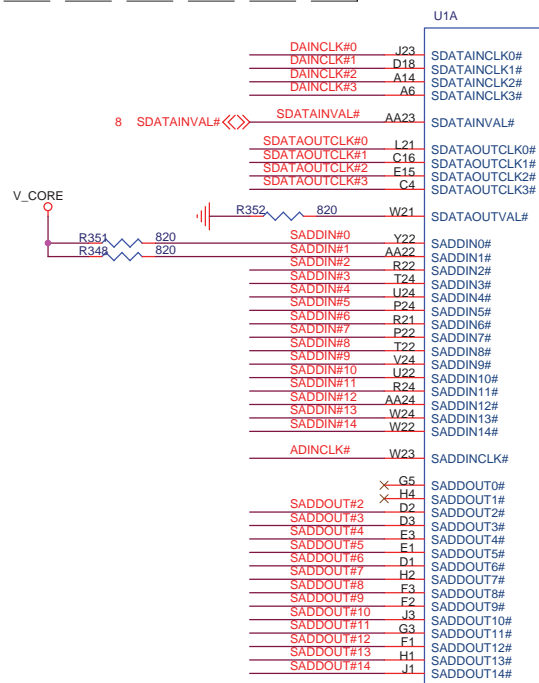 U1A
DAINCLK#0 J23 SDATAINCLK0#
DAINCLK#1 D18 SDATAINCLK1#
DAINCLK#2 A14 SDATAINCLK2#
DAINCLK#3 A6 SDATAINCLK3#
8 SDATAINVAL# SDATAINVAL# AA23 SDATAINVAL#
SDATAOUTCLK#0 L21 SDATAOUTCLK0#
SDATAOUTCLK#1 C16 SDATAOUTCLK1#
SDATAOUTCLK#2 E15 SDATAOUTCLK2#
SDATAOUTCLK#3 C4 SDATAOUTCLK3#
V_CORE
R352 820 W21 SDATAOUTVAL#
R351 820 SADDIN#0 Y22 SADDIN0#
R348 820 SADDIN#1 AA22 SADDIN1#
SADDIN#2 R22 SADDIN2#
SADDIN#3 T24 SADDIN3#
SADDIN#4 U24 SADDIN4#
SADDIN#5 P24 SADDIN5#
SADDIN#6 R21 SADDIN6#
SADDIN#7 P22 SADDIN7#
SADDIN#8 T22 SADDIN8#
SADDIN#9 V24 SADDIN9#
SADDIN#10 U22 SADDIN10#
SADDIN#11 R24 SADDIN11#
SADDIN#12 AA24 SADDIN12#
SADDIN#13 W24 SADDIN13#
SADDIN#14 W22 SADDIN14#
ADINCLK# W23 SADDINCLK#
G5 SADDOUT0#
H4 SADDOUT1#
SADDOUT#2 D2 SADDOUT2#
SADDOUT#3 D3 SADDOUT3#
SADDOUT#4 E3 SADDOUT4#
SADDOUT#5 E1 SADDOUT5#
SADDOUT#6 D1 SADDOUT6#
SADDOUT#7 H2 SADDOUT7#
SADDOUT#8 F3 SADDOUT8#
SADDOUT#9 F2 SADDOUT9#
SADDOUT#10 J3 SADDOUT10#
SADDOUT#11 G3 SADDOUT11#
SADDOUT#12 F1 SADDOUT12#
SADDOUT#13 H1 SADDOUT13#
SADDOUT#14 J1 SADDOUT14#